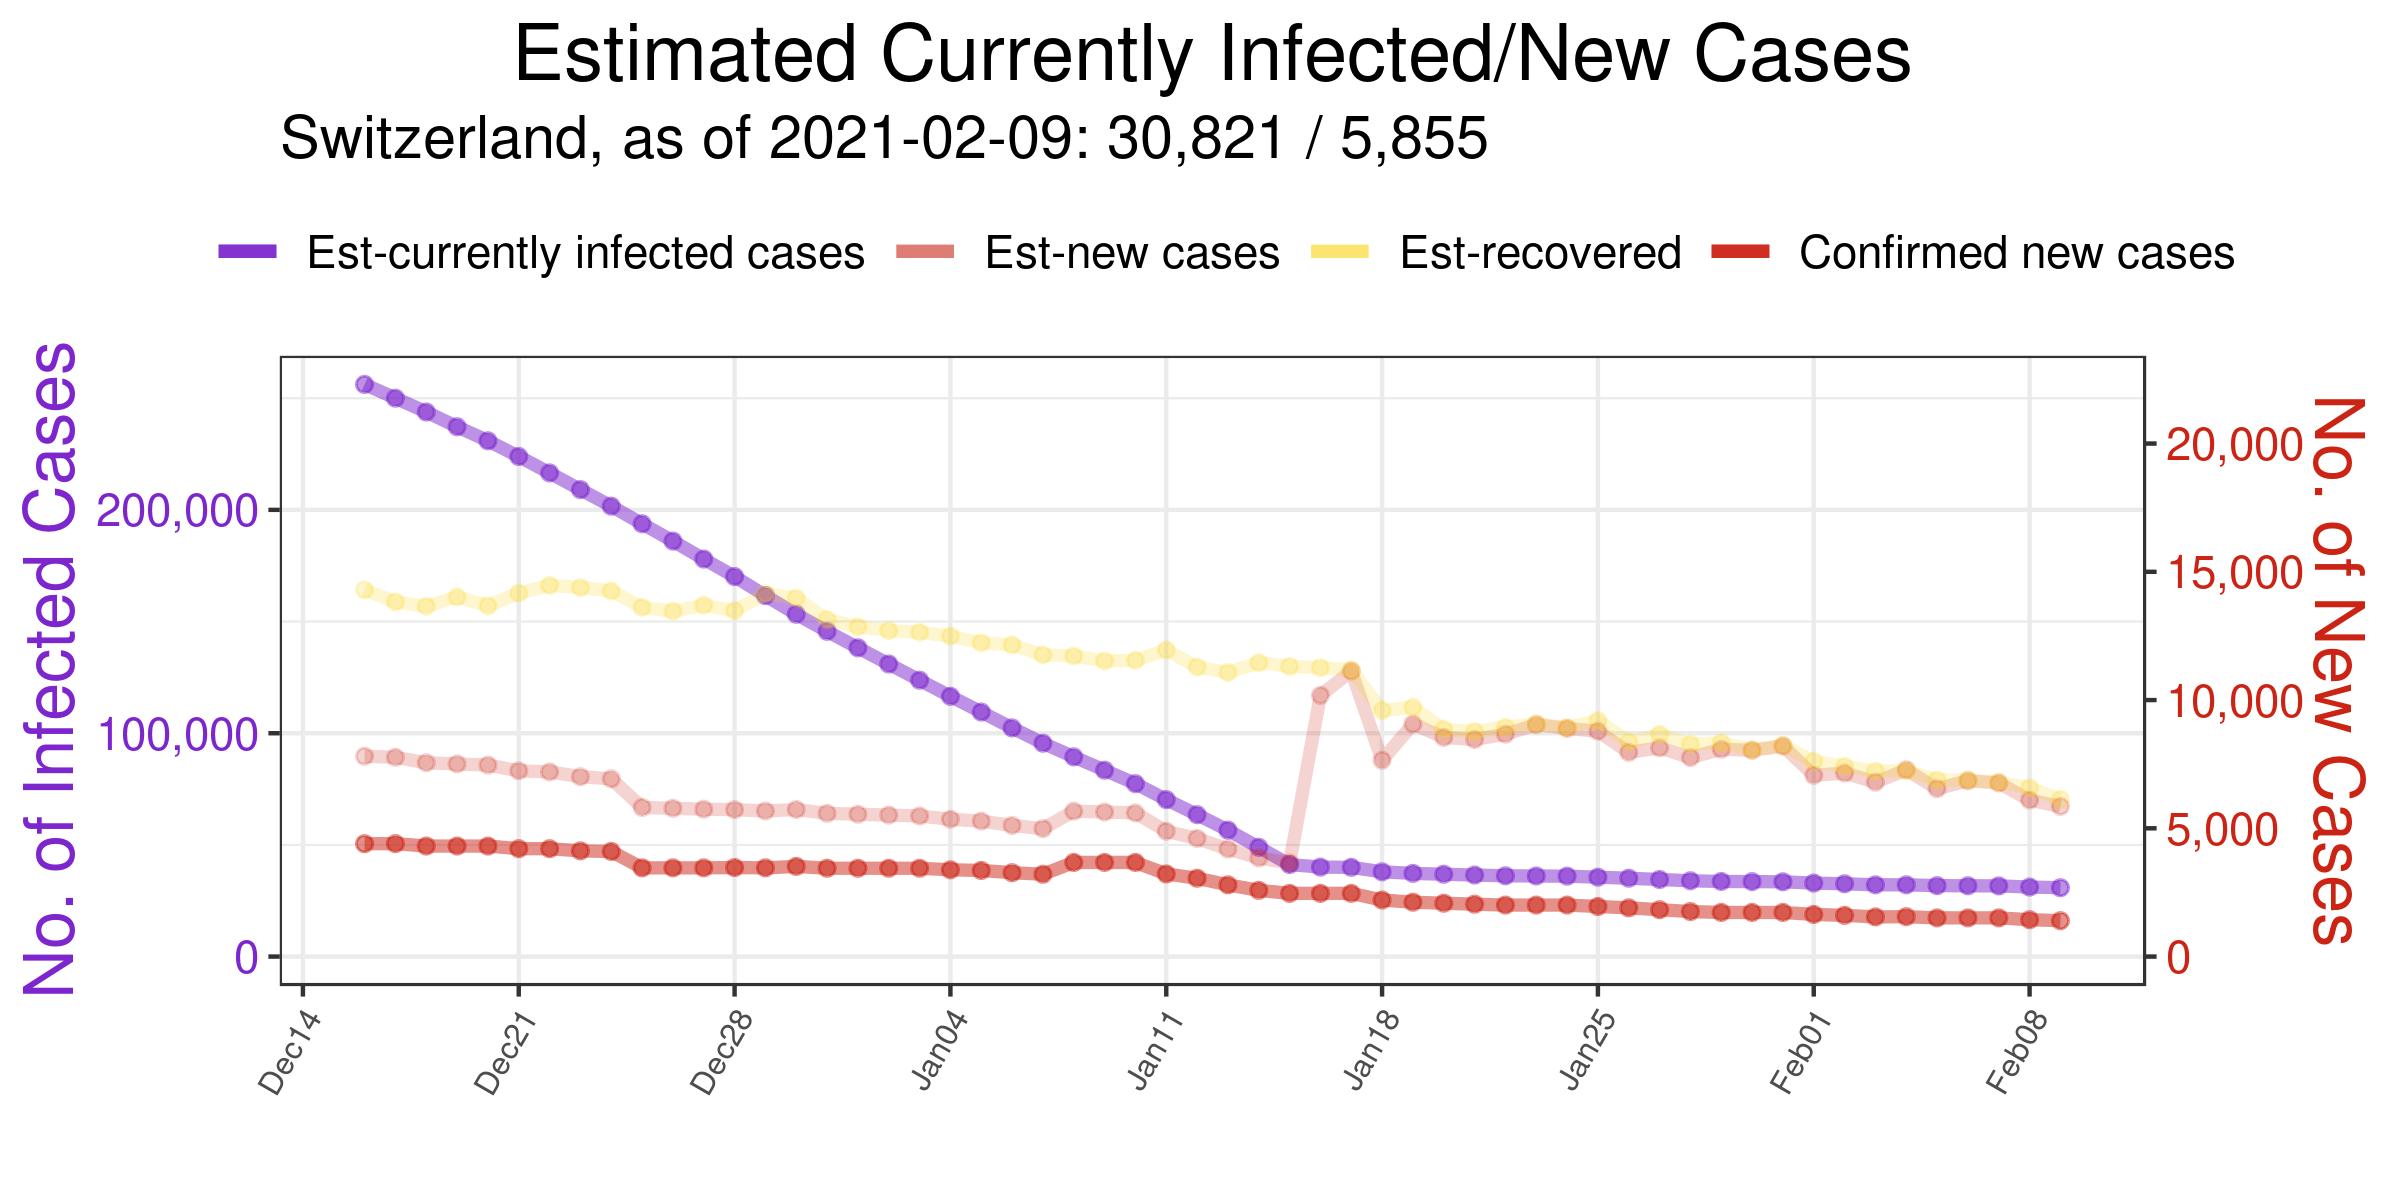 Estimated Currently Infected/New Cases
Switzerland, as of 2021-02-09: 30,821 / 5,855
Est-currently infected cases Est-new cases Est-recovered Confirmed new cases
No. of Infected Cases
200,000
100,000
0
20,000
15,000
10,000
5,000
0
No. of New Cases
Dec14 Dec21 Dec28 Jan04 Jan11 Jan18 Jan25 Feb01 Feb08